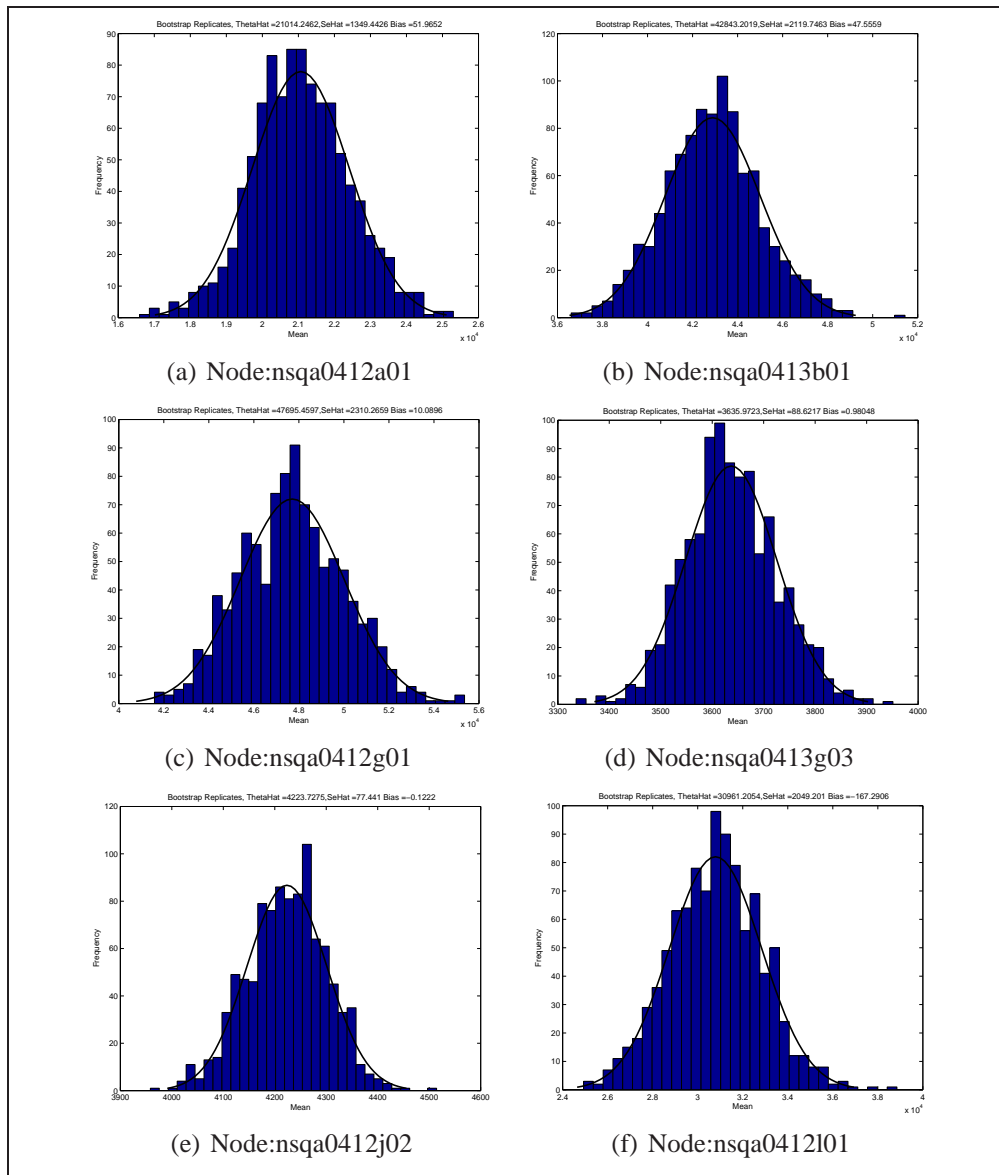 Bootstrap Replicates, ThetaHat =21014.2462,SeHat =1349.4426 Bias =51.9652
90
80
70
60
50
40
30
20
10
0
Frequency
1.6 1.7 1.8 1.9 2 2.1 2.2 2.3 2.4 2.5 2.6
x 10^4
Mean
(a) Node:nsqa0412a01
Bootstrap Replicates, ThetaHat =42843.2019,SeHat =2119.7463 Bias =47.5559
120
100
80
60
40
20
0
Frequency
3.6 3.8 4 4.2 4.4 4.6 4.8 5 5.2
x 10^4
Mean
(b) Node:nsqa0413b01
Bootstrap Replicates, ThetaHat =47695.4597,SeHat =2310.2659 Bias =10.0896
100
90
80
70
60
50
40
30
20
10
0
Frequency
4 4.2 4.4 4.6 4.8 5 5.2 5.4 5.6
x 10^4
Mean
(c) Node:nsqa0412g01
Bootstrap Replicates, ThetaHat =3635.9723,SeHat =88.6217 Bias =0.98048
100
90
80
70
60
50
40
30
20
10
0
Frequency
3300 3400 3500 3600 3700 3800 3900 4000
Mean
(d) Node:nsqa0413g03
Bootstrap Replicates, ThetaHat =4223.7275,SeHat =77.441 Bias =−0.1222
120
100
80
60
40
20
0
Frequency
3900 4000 4100 4200 4300 4400 4500 4600
Mean
(e) Node:nsqa0412j02
Bootstrap Replicates, ThetaHat =30961.2054,SeHat =2049.201 Bias =−167.2906
100
90
80
70
60
50
40
30
20
10
0
Frequency
2.4 2.6 2.8 3 3.2 3.4 3.6 3.8 4
x 10^4
Mean
(f) Node:nsqa0412l01